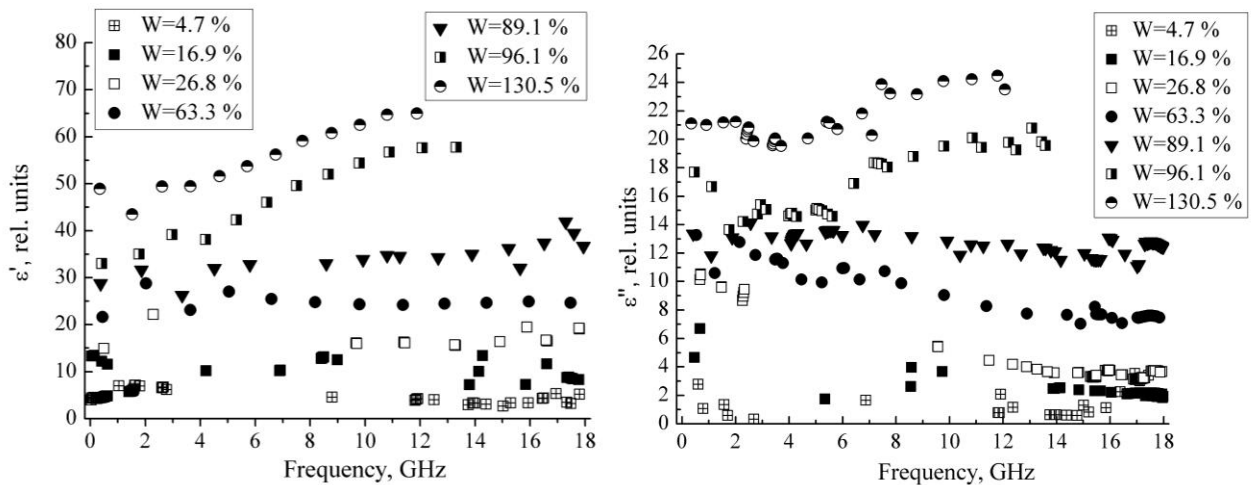 W=4.7 %
W=16.9 %
W=26.8 %
W=63.3 %
W=89.1 %
W=96.1 %
W=130.5 %
80
70
60
50
40
30
20
10
0
ε', rel. units
0 2 4 6 8 10 12 14 16 18
Frequency, GHz
W=4.7 %
W=16.9 %
W=26.8 %
W=63.3 %
W=89.1 %
W=96.1 %
W=130.5 %
26
24
22
20
18
16
14
12
10
8
6
4
2
0
ε'', rel. units
0 2 4 6 8 10 12 14 16 18
Frequency, GHz